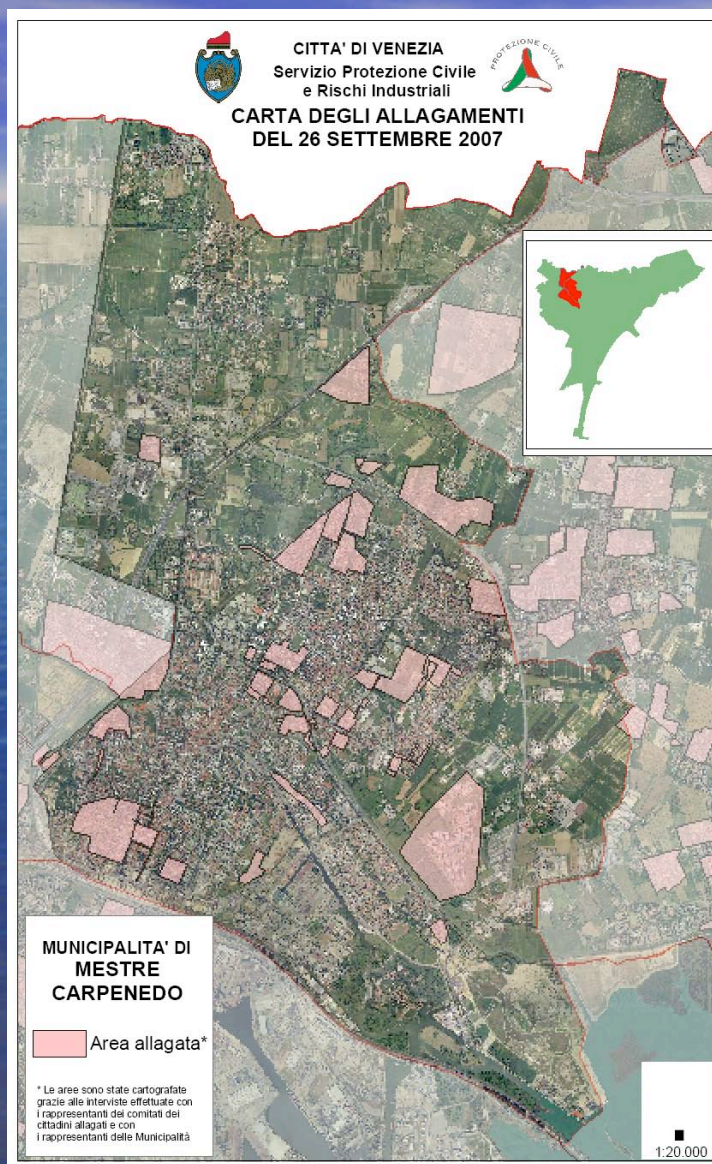 CITTA' DI VENEZIA
Servizio Protezione Civile
e Rischi Industriali
PROTEZIONE CIVILE
CARTA DEGLI ALLAGAMENTI
DEL 26 SETTEMBRE 2007
MUNICIPALITA' DI
MESTRE
CARPENEDO
Area allagata*
* Le aree sono state cartografate
grazie alle interviste effettuate con
i rappresentanti dei comitati dei
cittadini allagati e con
i rappresentanti delle Municipalità
1:20.000